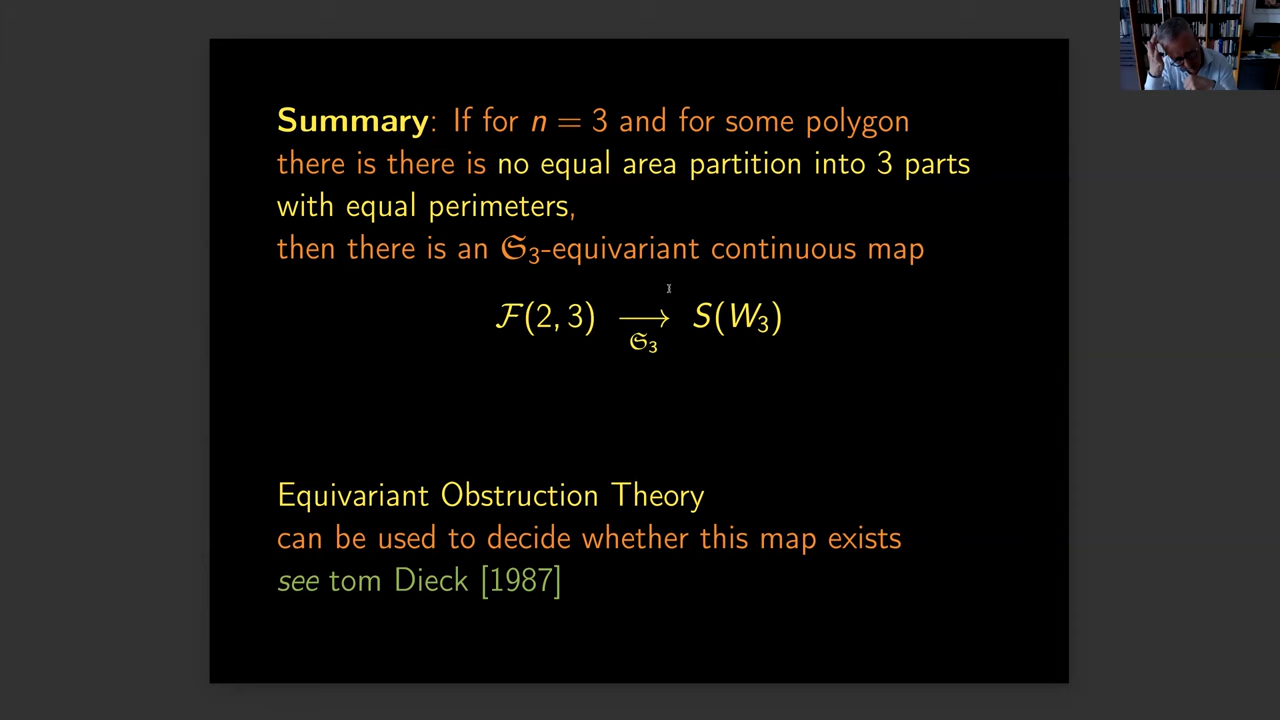 Summary: If for n = 3 and for some polygon
there is there is no equal area partition into 3 parts
with equal perimeters,
then there is an 𝔖₃-equivariant continuous map
ℱ(2, 3) ⟶ S(W₃)
𝔖₃
Equivariant Obstruction Theory
can be used to decide whether this map exists
see tom Dieck [1987]